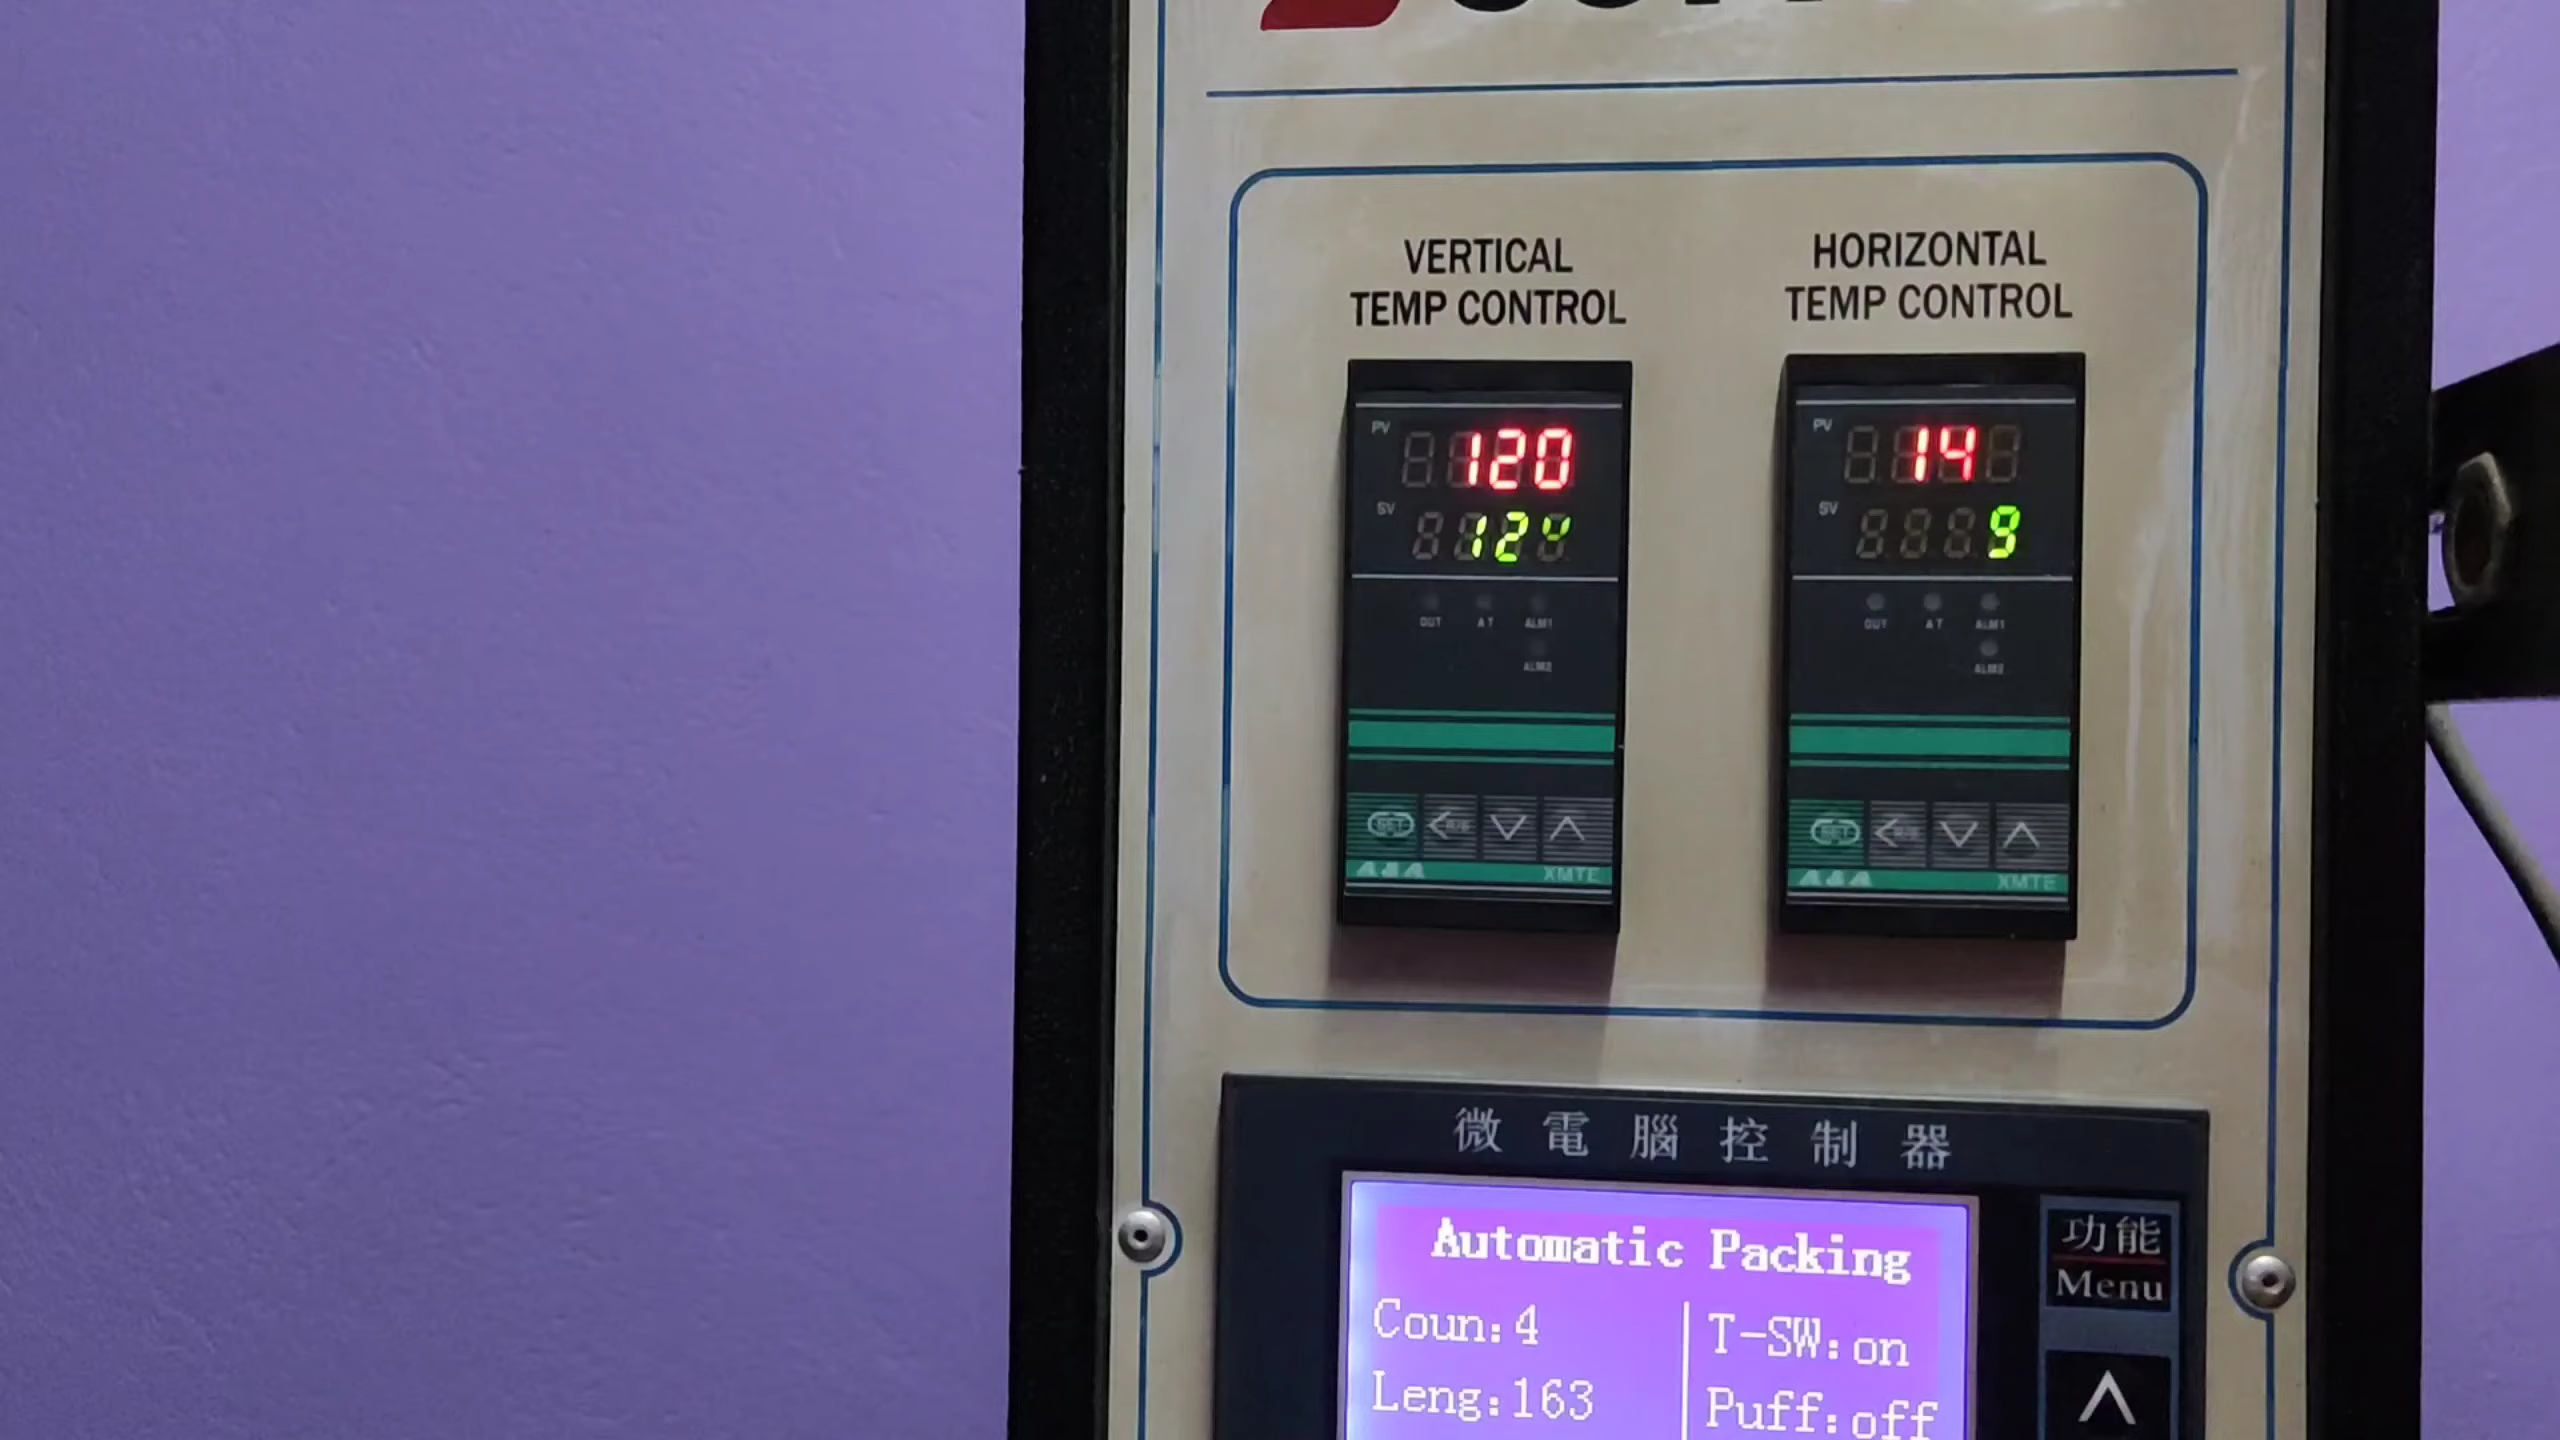 VERTICAL
TEMP CONTROL
HORIZONTAL
TEMP CONTROL
PV
120
SV
OUT AT ALM1
ALM2
SET
XMTE
PV
14
SV
9
OUT AT ALM1
ALM2
SET
XMTE
微電腦控制器
Automatic Packing
Coun:4
Leng:163
T-SW:on
Puff:off
功能
Menu